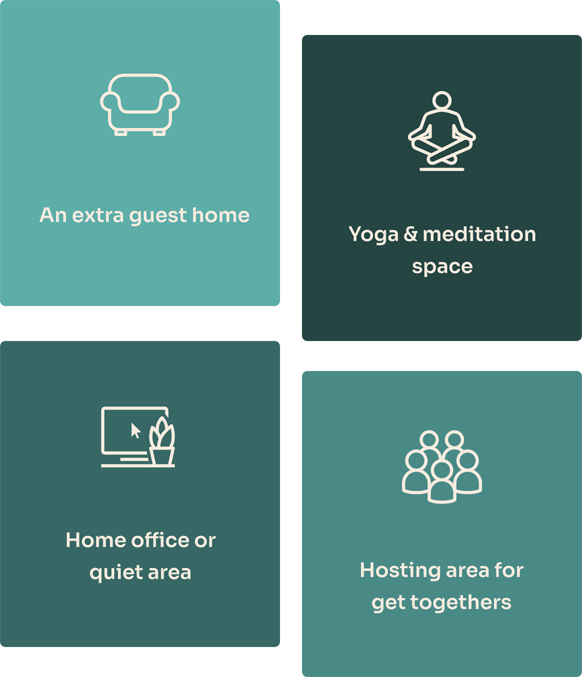 An extra guest home
Yoga & meditation
space
Home office or
quiet area
Hosting area for
get togethers